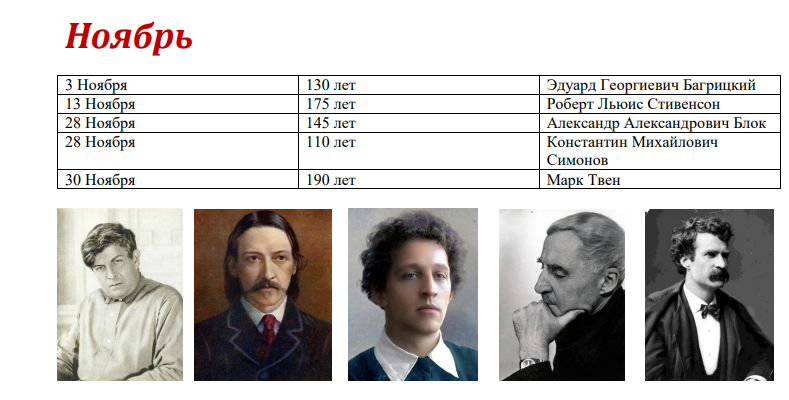 Ноябрь
3 Ноября 130 лет Эдуард Георгиевич Багрицкий
13 Ноября 175 лет Роберт Льюис Стивенсон
28 Ноября 145 лет Александр Александрович Блок
28 Ноября 110 лет Константин Михайлович
Симонов
30 Ноября 190 лет Марк Твен